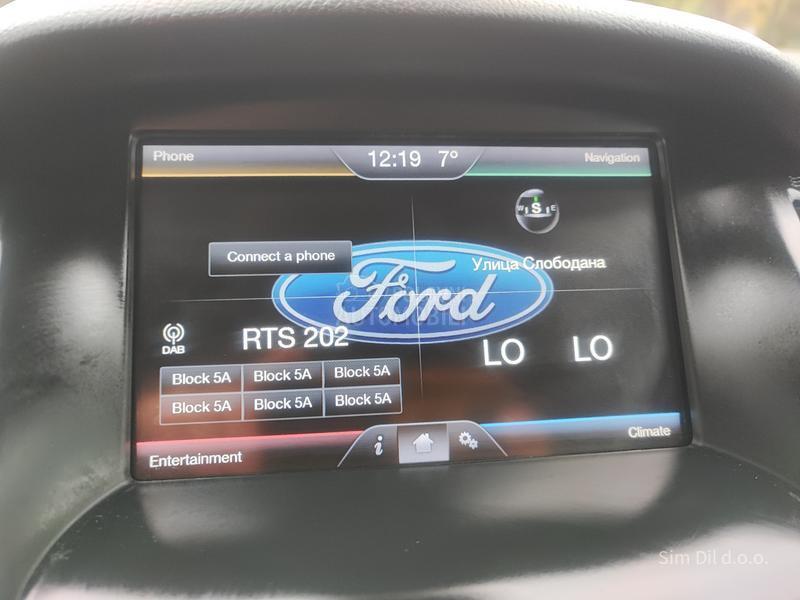 Phone
12:19 7°
Navigation
W S E
Connect a phone
Улица Слободана
Ford
DAB
RTS 202
LO LO
Block 5A Block 5A Block 5A
Block 5A Block 5A Block 5A
Entertainment
i
Climate
Sim Dil d.o.o.